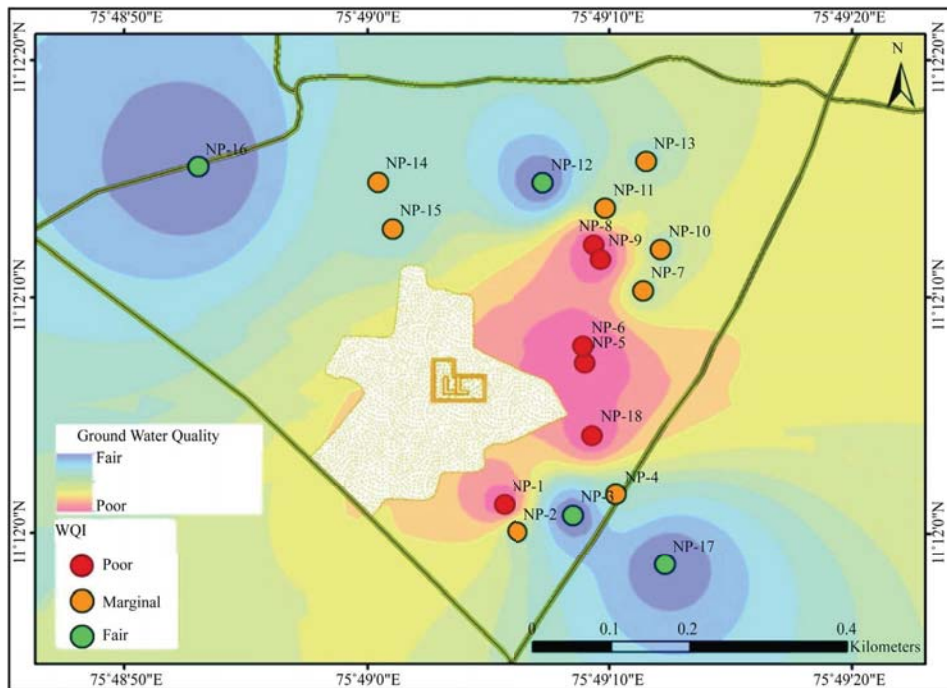 75°48'50"E 75°49'0"E 75°49'10"E 75°49'20"E
11°12'20"N 11°12'20"N
N
NP-16
NP-14
NP-12
NP-13
NP-11
NP-15
NP-8
NP-9
NP-10
NP-7
11°12'10"N 11°12'10"N
NP-6
NP-5
LL
NP-18
Ground Water Quality
Fair
Poor
NP-1
NP-4
NP-3
NP-2
11°12'0"N 11°12'0"N
NP-17
WQI
Poor
Marginal
Fair
0 0.1 0.2 0.4
Kilometers
75°48'50"E 75°49'0"E 75°49'10"E 75°49'20"E